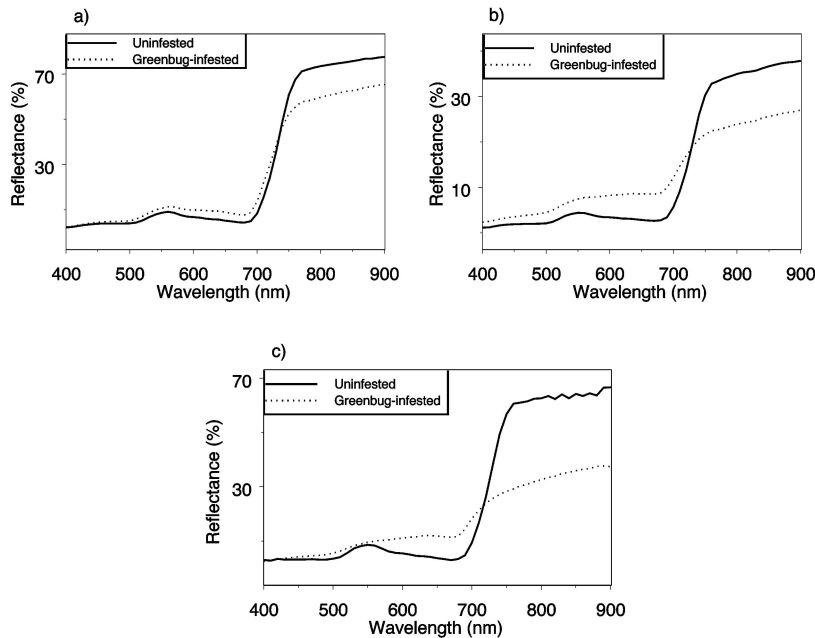 a)
Uninfested
Greenbug-infested
70
30
Reflectance (%)
400 500 600 700 800 900
Wavelength (nm)
b)
Uninfested
Greenbug-infested
30
10
Reflectance (%)
400 500 600 700 800 900
Wavelength (nm)
c)
70
Uninfested
Greenbug-infested
30
Reflectance (%)
400 500 600 700 800 900
Wavelength (nm)